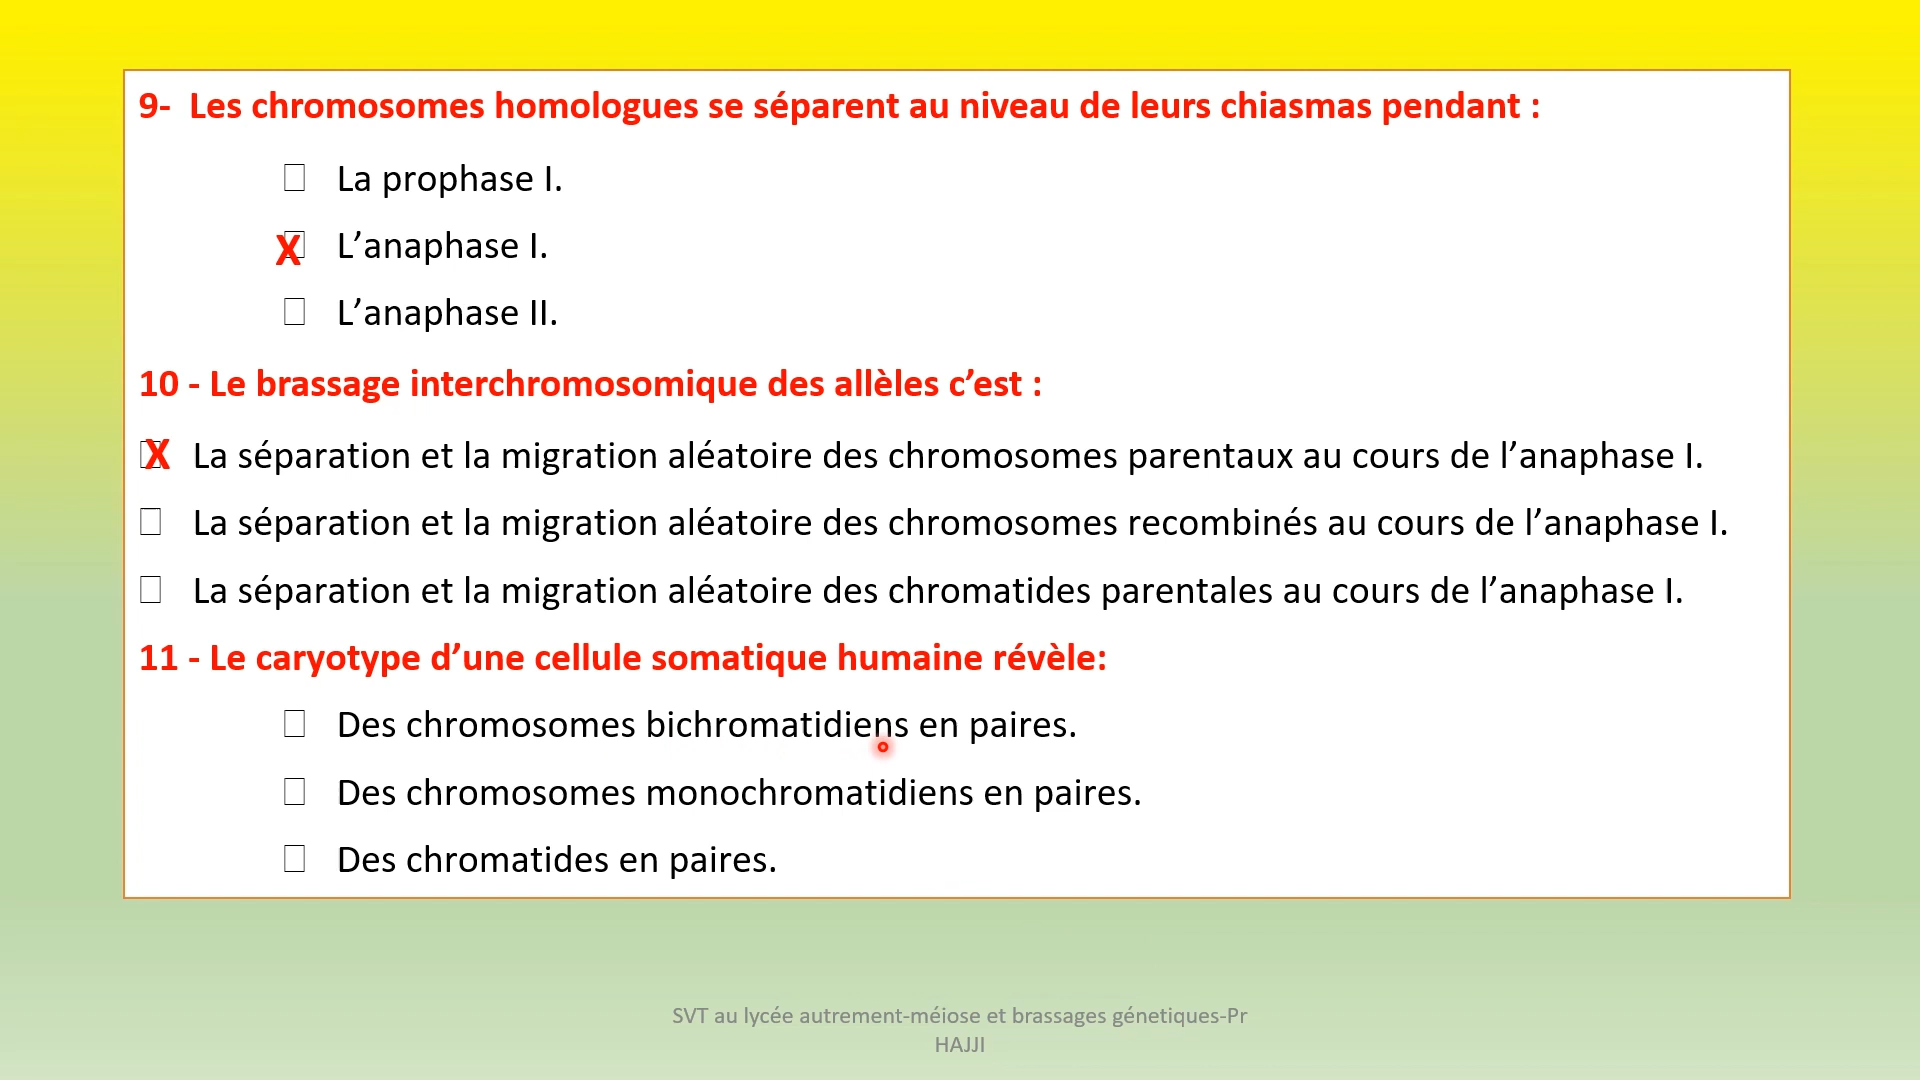 9-  Les chromosomes homologues se séparent au niveau de leurs chiasmas pendant :
☐ La prophase I.
X L’anaphase I.
☐ L’anaphase II.
10 - Le brassage interchromosomique des allèles c’est :
X La séparation et la migration aléatoire des chromosomes parentaux au cours de l’anaphase I.
☐ La séparation et la migration aléatoire des chromosomes recombinés au cours de l’anaphase I.
☐ La séparation et la migration aléatoire des chromatides parentales au cours de l’anaphase I.
11 - Le caryotype d’une cellule somatique humaine révèle:
☐ Des chromosomes bichromatidiens en paires.
☐ Des chromosomes monochromatidiens en paires.
☐ Des chromatides en paires.
SVT au lycée autrement-méiose et brassages génetiques-Pr
HAJJI